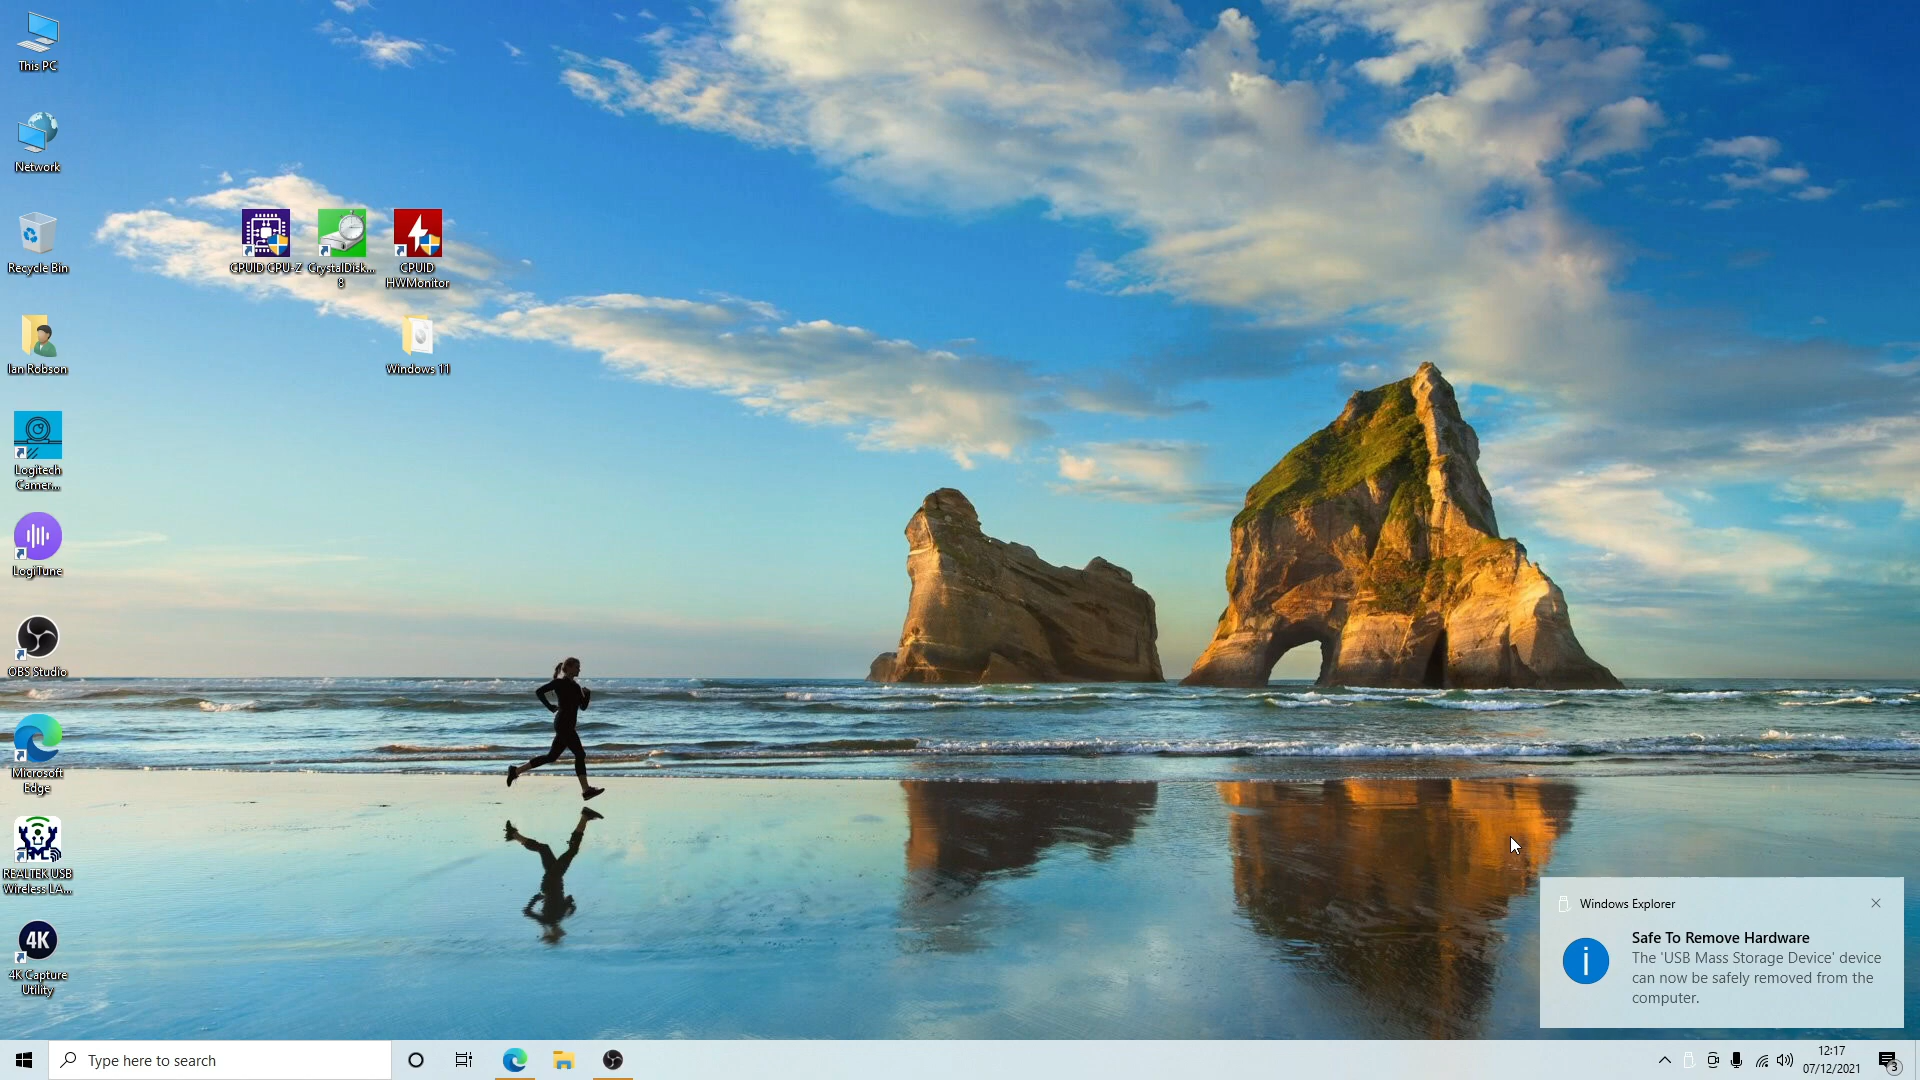 This PC
Network
Recycle Bin
CPUID CPU-Z
CrystalDisk...
8
CPUID
HWMonitor
Ian Robson
Windows 11
Logitech
Camer...
LogiTune
OBS Studio
Microsoft
Edge
REALTEK USB
Wireless LA...
4K
4K Capture
Utility
Windows Explorer
Safe To Remove Hardware
The 'USB Mass Storage Device' device
can now be safely removed from the
computer.
Type here to search
12:17
07/12/2021
3